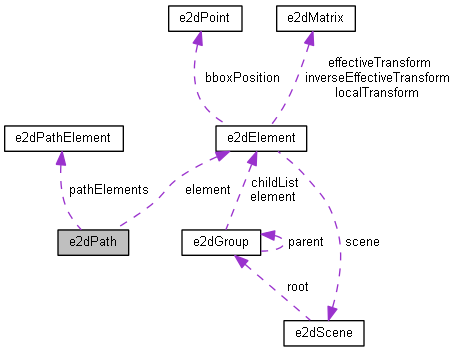 e2dPoint
e2dMatrix
effectiveTransform
inverseEffectiveTransform
localTransform
bboxPosition
e2dPathElement
e2dElement
pathElements
element
childList
element
e2dPath
e2dGroup
parent
scene
root
e2dScene